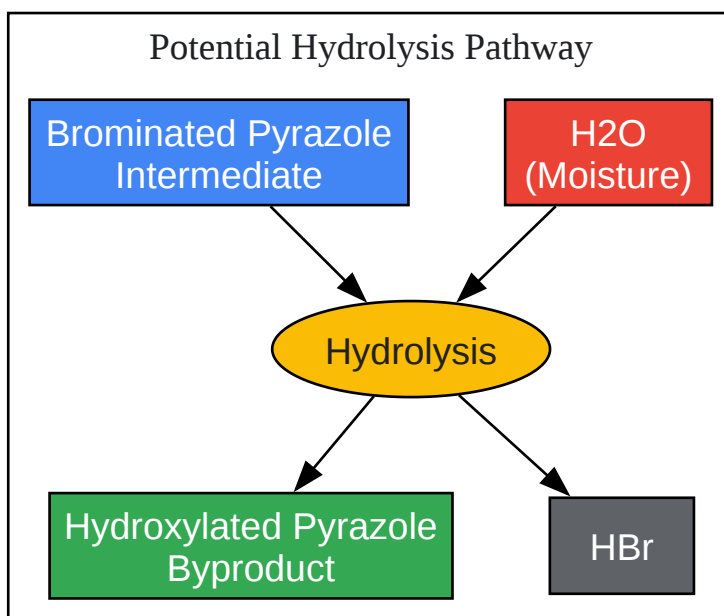 Potential Hydrolysis Pathway
Brominated Pyrazole
Intermediate
H2O
(Moisture)
Hydrolysis
Hydroxylated Pyrazole
Byproduct
HBr